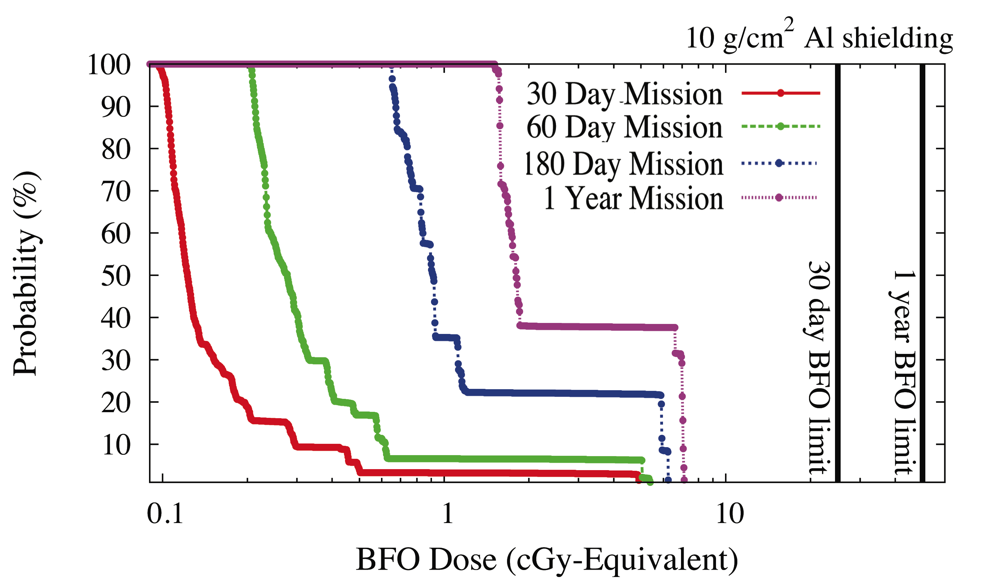 10 g/cm² Al shielding
100
90
80
70
60
50
40
30
20
10
Probability (%)
30 Day Mission
60 Day Mission
180 Day Mission
1 Year Mission
30 day BFO limit
1 year BFO limit
0.1
1
10
BFO Dose (cGy-Equivalent)